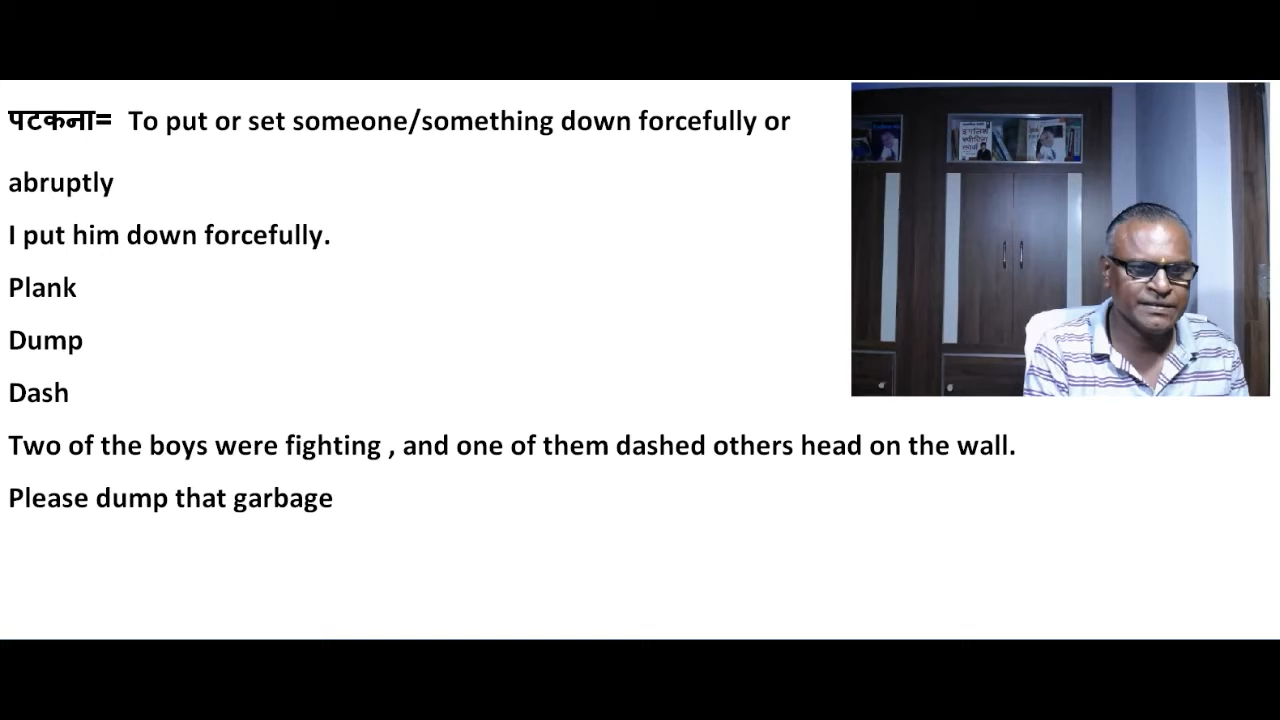 पटकना= To put or set someone/something down forcefully or
abruptly
I put him down forcefully.
Plank
Dump
Dash
Two of the boys were fighting , and one of them dashed others head on the wall.
Please dump that garbage